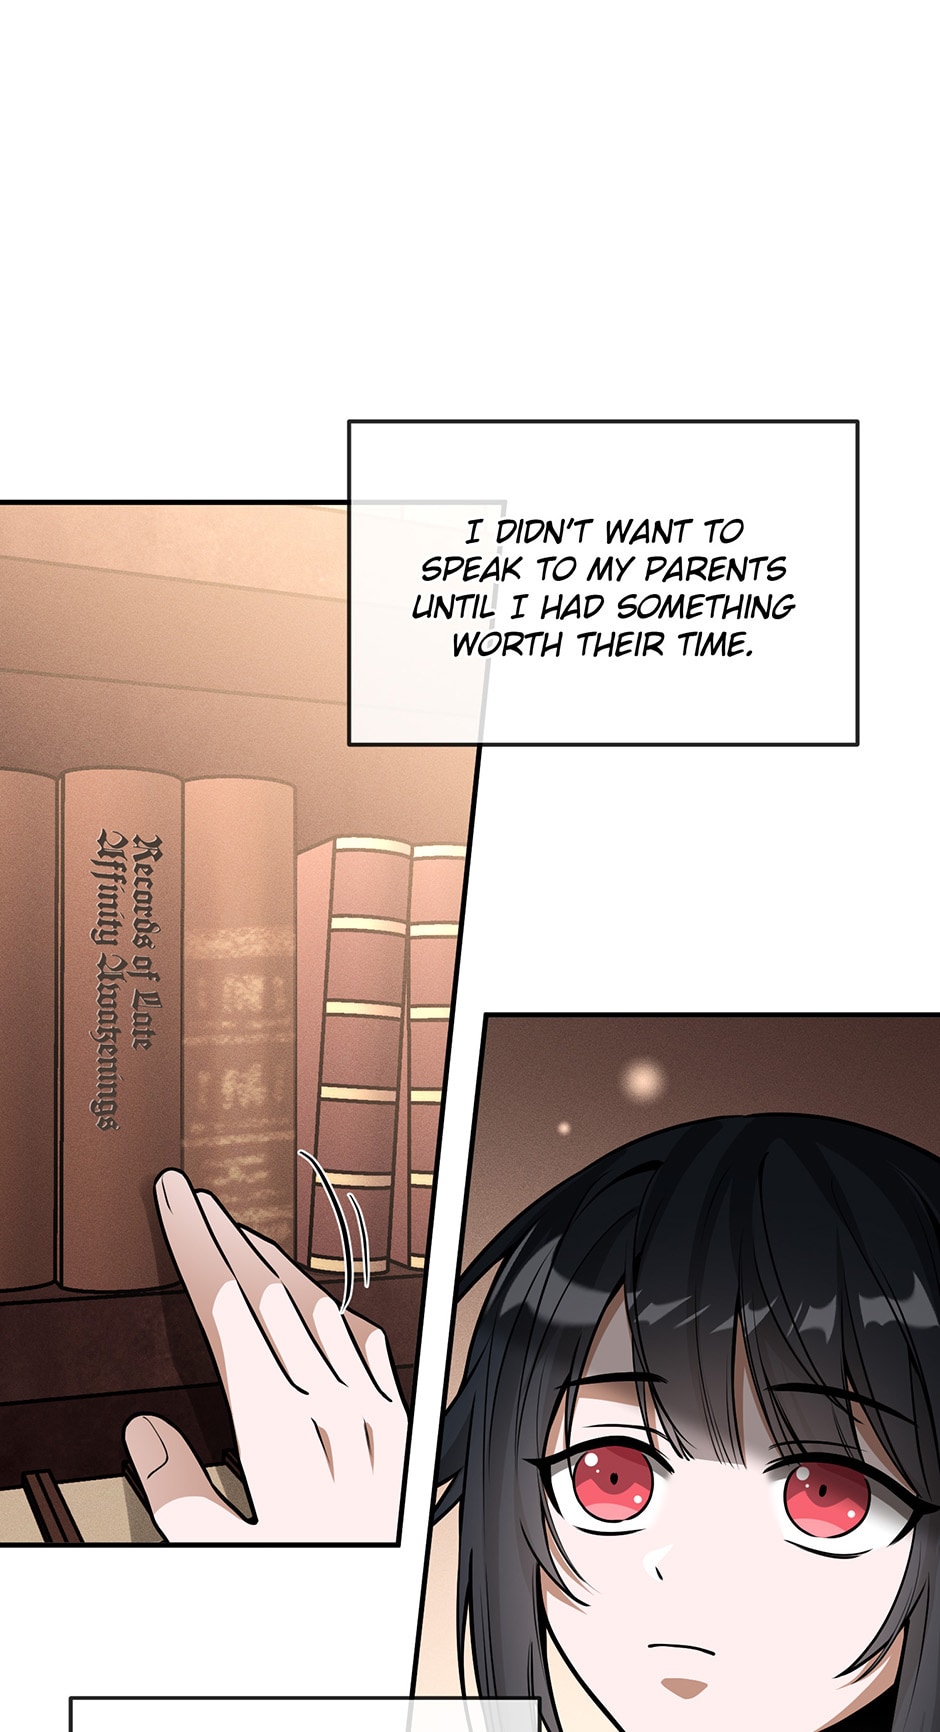 I DIDN'T WANT TO
SPEAK TO MY PARENTS
UNTIL I HAD SOMETHING
WORTH THEIR TIME.
Records of Late
Affinity Awakenings